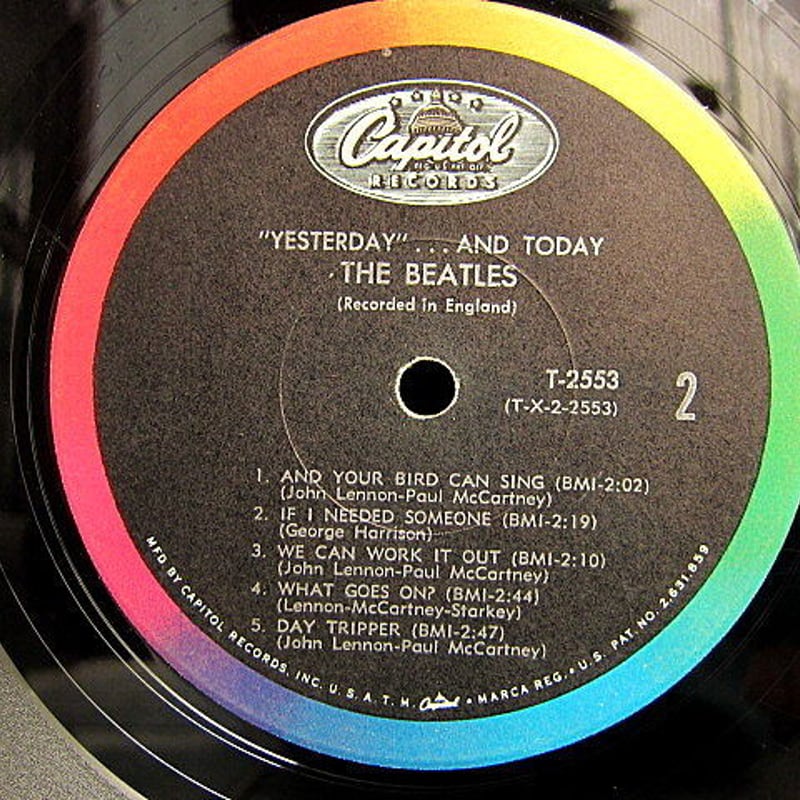 Capitol
RECORDS
"YESTERDAY" . . . AND TODAY
THE BEATLES
(Recorded in England)
T-2553
(T-X-2-2553)
2
1. AND YOUR BIRD CAN SING (BMI-2:02)
(John Lennon-Paul McCartney)
2. IF I NEEDED SOMEONE (BMI-2:19)
(George Harrison)
3. WE CAN WORK IT OUT (BMI-2:10)
(John Lennon-Paul McCartney)
4. WHAT GOES ON? (BMI-2:44)
(Lennon-McCartney-Starkey)
5. DAY TRIPPER (BMI-2:47)
(John Lennon-Paul McCartney)
MFD BY CAPITOL RECORDS, INC. U. S. A. T. M. Capitol • MARCA REG. • U. S. PAT. NO. 2,631,859